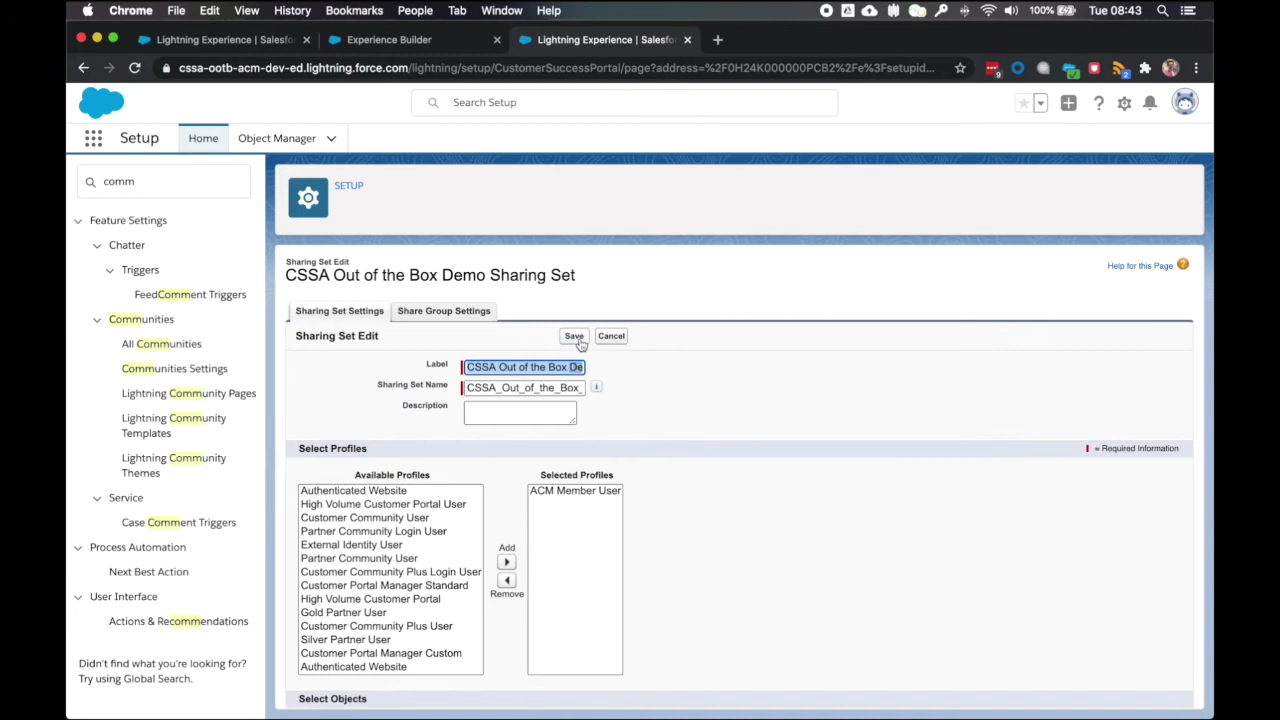 Chrome File Edit View History Bookmarks People Tab Window Help 100% Tue 08:43
Lightning Experience | Salesfo Experience Builder Lightning Experience | Salesfor
cssa-ootb-acm-dev-ed.lightning.force.com/lightning/setup/CustomerSuccessPortal/page?address=%2F0H24K000000PCB2%2Fe%3Fsetupid... 9 2
Search Setup
Setup Home Object Manager
comm
Feature Settings
Chatter
Triggers
FeedComment Triggers
Communities
All Communities
Communities Settings
Lightning Community Pages
Lightning Community
Templates
Lightning Community
Themes
Service
Case Comment Triggers
Process Automation
Next Best Action
User Interface
Actions & Recommendations
Didn't find what you're looking for?
Try using Global Search.
SETUP
Sharing Set Edit
CSSA Out of the Box Demo Sharing Set
Help for this Page
Sharing Set Settings Share Group Settings
Sharing Set Edit Save Cancel
Label CSSA Out of the Box De
Sharing Set Name CSSA_Out_of_the_Box_ i
Description
Select Profiles = Required Information
Available Profiles Selected Profiles
Authenticated Website ACM Member User
High Volume Customer Portal User
Customer Community User
Partner Community Login User
External Identity User
Partner Community User
Customer Community Plus Login User
Customer Portal Manager Standard
High Volume Customer Portal
Gold Partner User
Customer Community Plus User
Silver Partner User
Customer Portal Manager Custom
Authenticated Website
Add
Remove
Select Objects